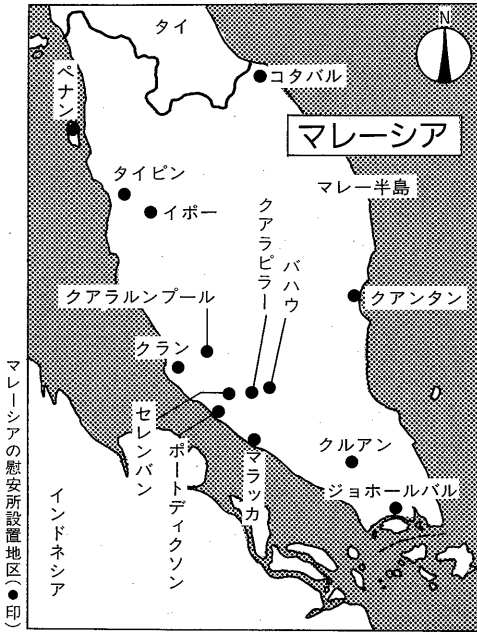 タイ
N
コタバル
ペナン
マレーシア
マレー半島
タイピン
イポー
クアラピラー
バハウ
クアラルンプール
クアンタン
クラン
セレンバン
ポートディクソン
マラッカ
クルアン
ジョホールバル
インドネシア
マレーシアの慰安所設置地区(●印)